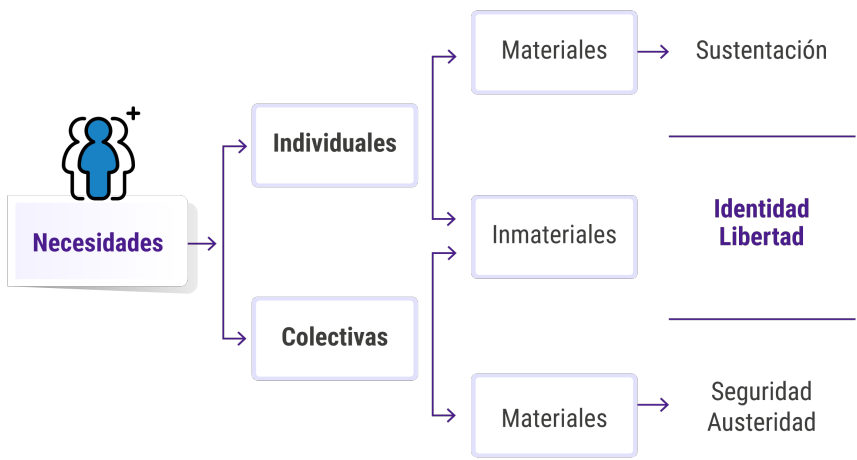 Necesidades
Individuales
Colectivas
Materiales
Sustentación
Inmateriales
Identidad
Libertad
Materiales
Seguridad
Austeridad